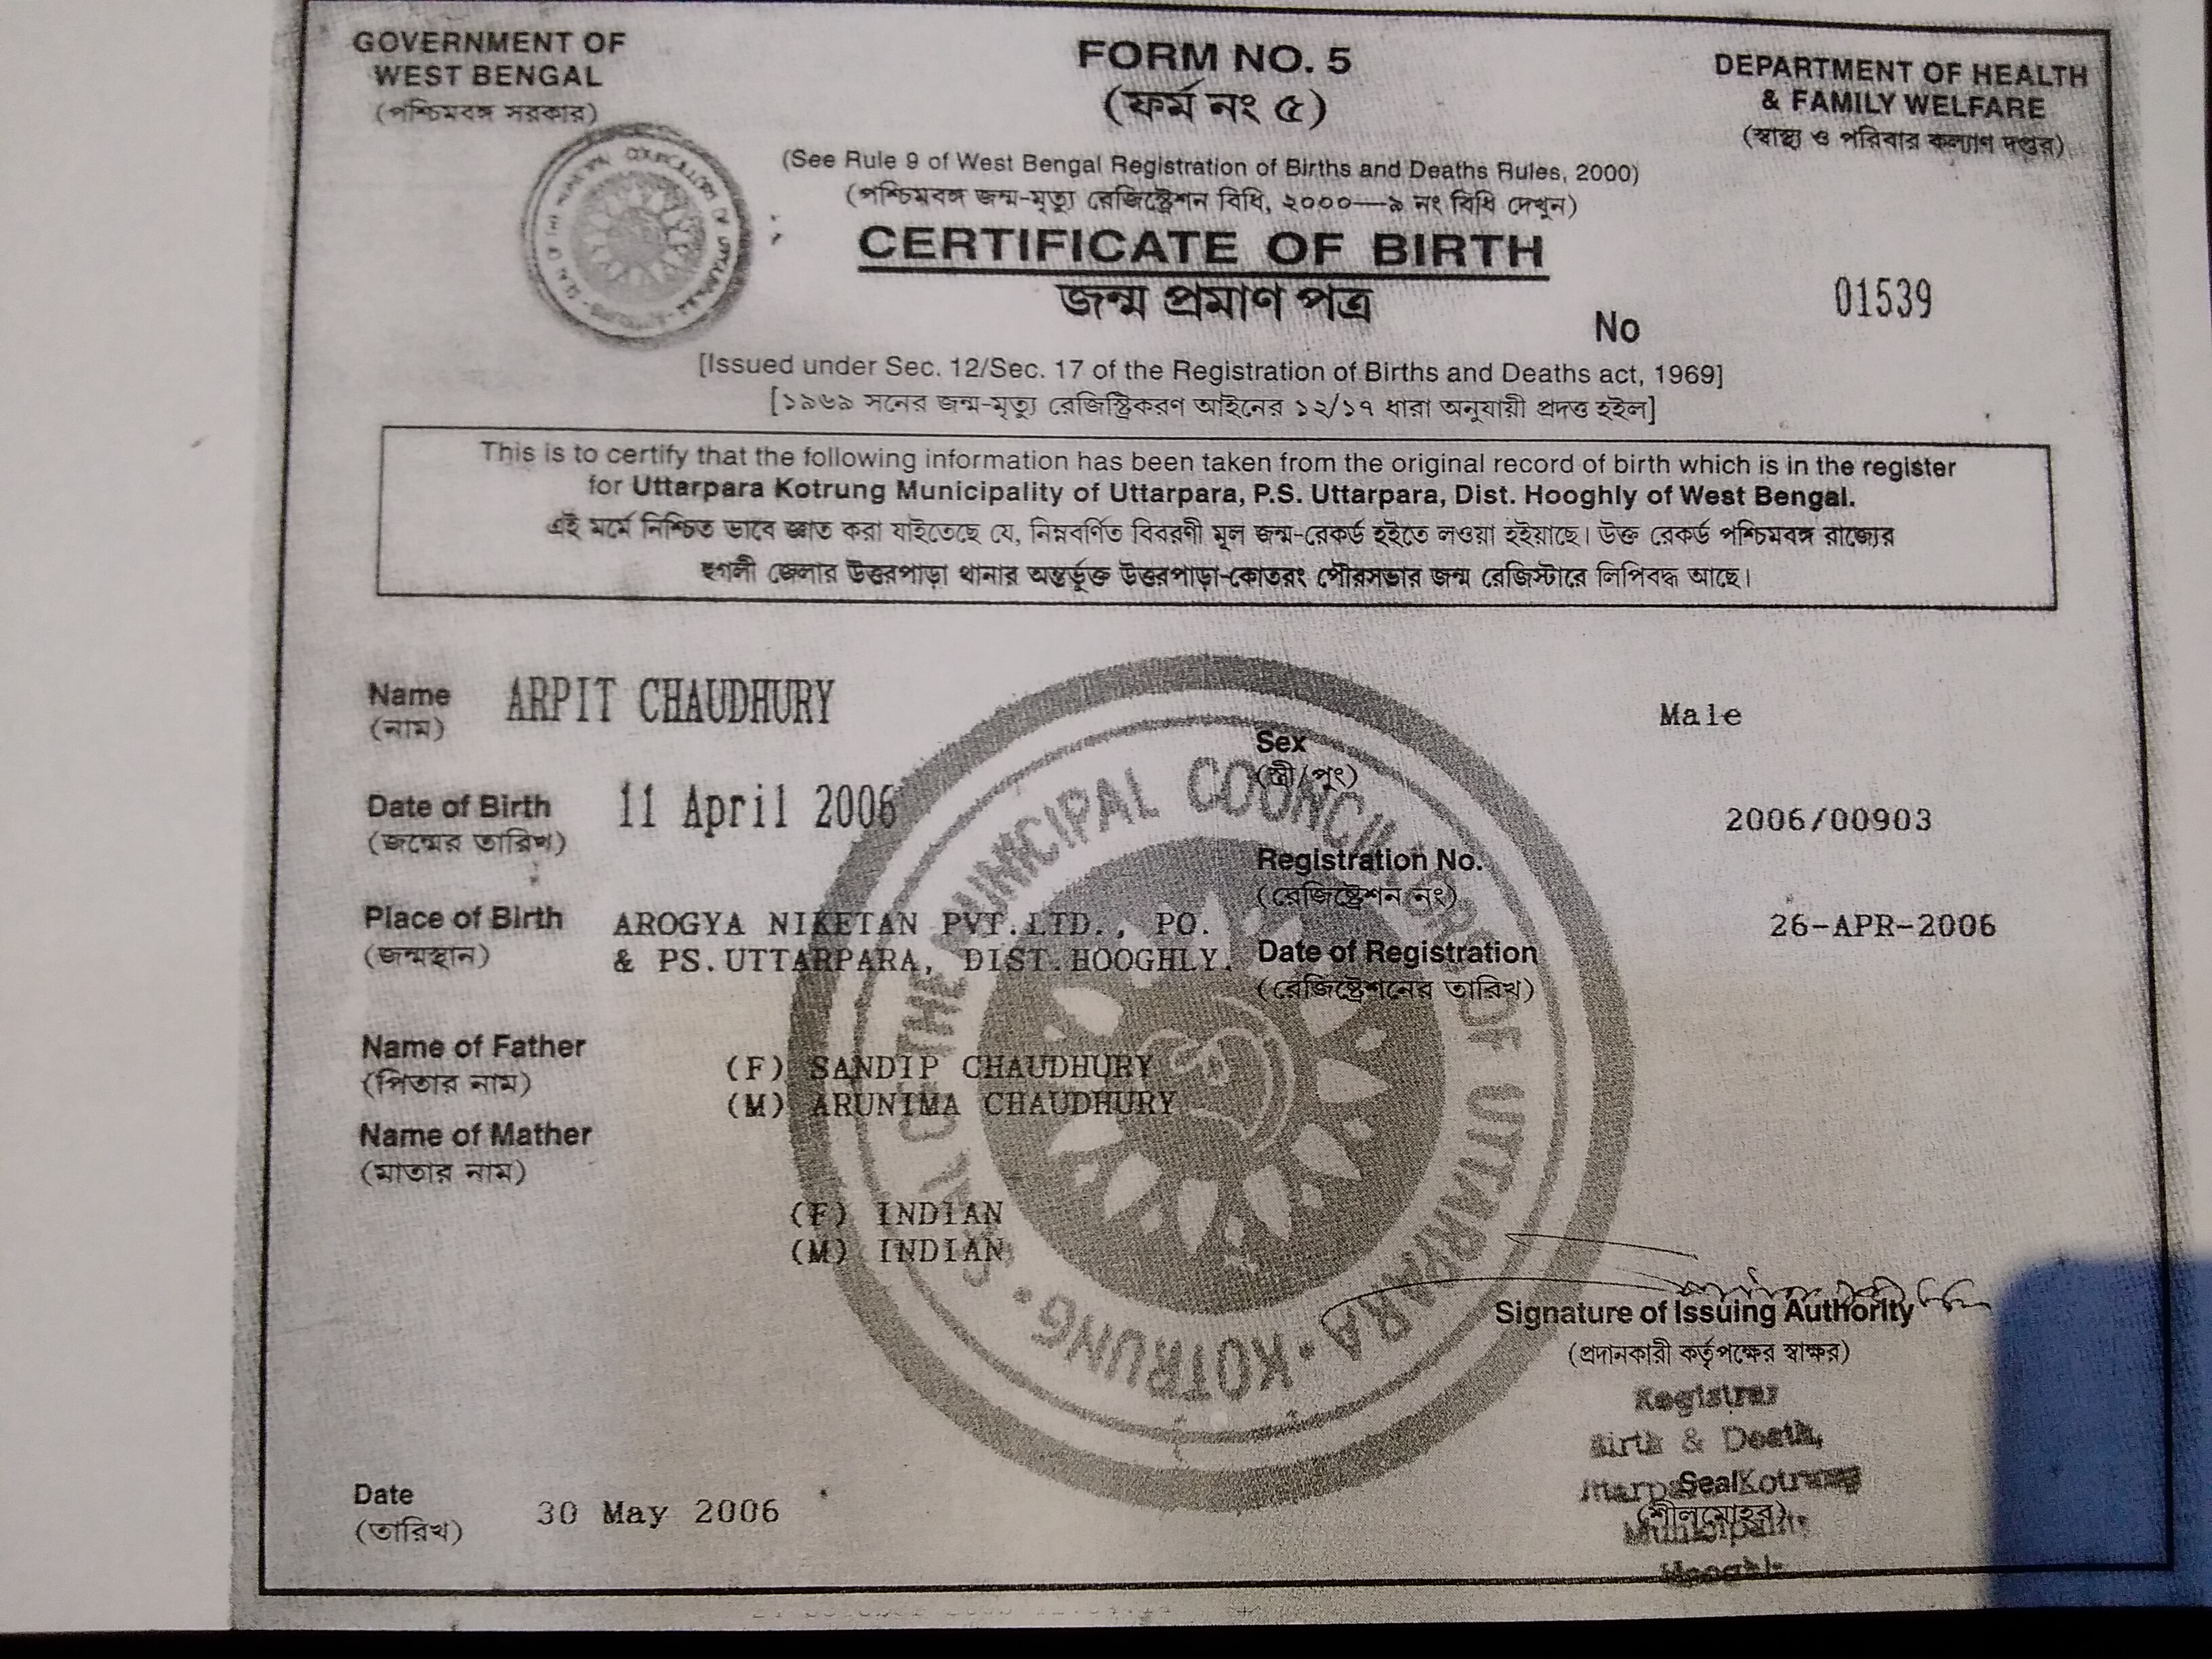 GOVERNMENT OF
WEST BENGAL
(পশ্চিমবঙ্গ সরকার)
FORM NO. 5
(ফর্ম নং ৫)
DEPARTMENT OF HEALTH
& FAMILY WELFARE
(স্বাস্থ্য ও পরিবার কল্যাণ দপ্তর)
(See Rule 9 of West Bengal Registration of Births and Deaths Rules, 2000)
(পশ্চিমবঙ্গ জন্ম-মৃত্যু রেজিস্ট্রেশন বিধি, ২০০০—৯ নং বিধি দেখুন)
CERTIFICATE OF BIRTH
জন্ম প্রমাণ পত্র
No 01539
[Issued under Sec. 12/Sec. 17 of the Registration of Births and Deaths act, 1969]
[১৯৬৯ সনের জন্ম-মৃত্যু রেজিস্ট্রিকরণ আইনের ১২/১৭ ধারা অনুযায়ী প্রদত্ত হইল]
This is to certify that the following information has been taken from the original record of birth which is in the register
for Uttarpara Kotrung Municipality of Uttarpara, P.S. Uttarpara, Dist. Hooghly of West Bengal.
এই মর্মে নিশ্চিত ভাবে জ্ঞাত করা যাইতেছে যে, নিম্নবর্ণিত বিবরণী মূল জন্ম-রেকর্ড হইতে লওয়া হইয়াছে। উক্ত রেকর্ড পশ্চিমবঙ্গ রাজ্যের
হুগলী জেলার উত্তরপাড়া থানার অন্তর্ভুক্ত উত্তরপাড়া-কোতরং পৌরসভার জন্ম রেজিস্টারে লিপিবদ্ধ আছে।
Name ARPIT CHAUDHURY
(নাম)
Sex Male
(স্ত্রী/পুং)
Date of Birth 11 April 2006
(জন্মের তারিখ)
Registration No. 2006/00903
(রেজিস্ট্রেশন নং)
Place of Birth AROGYA NIKETAN PVT.LTD., PO.
(জন্মস্থান) & PS.UTTARPARA, DIST.HOOGHLY.
Date of Registration 26-APR-2006
(রেজিস্ট্রেশনের তারিখ)
Name of Father (F) SANDIP CHAUDHURY
(পিতার নাম) (M) ARUNIMA CHAUDHURY
Name of Mather
(মাতার নাম)
(F) INDIAN
(M) INDIAN
SEAL OF THE MUNICIPAL COUNCILLORS OF UTTARPARA • KOTRUNG •
Signature of Issuing Authority
(প্রদানকারী কর্তৃপক্ষের স্বাক্ষর)
Registrar
Birth & Death,
Seal Kotrung
(শীলমোহর)
Municipality
Date 30 May 2006
(তারিখ)